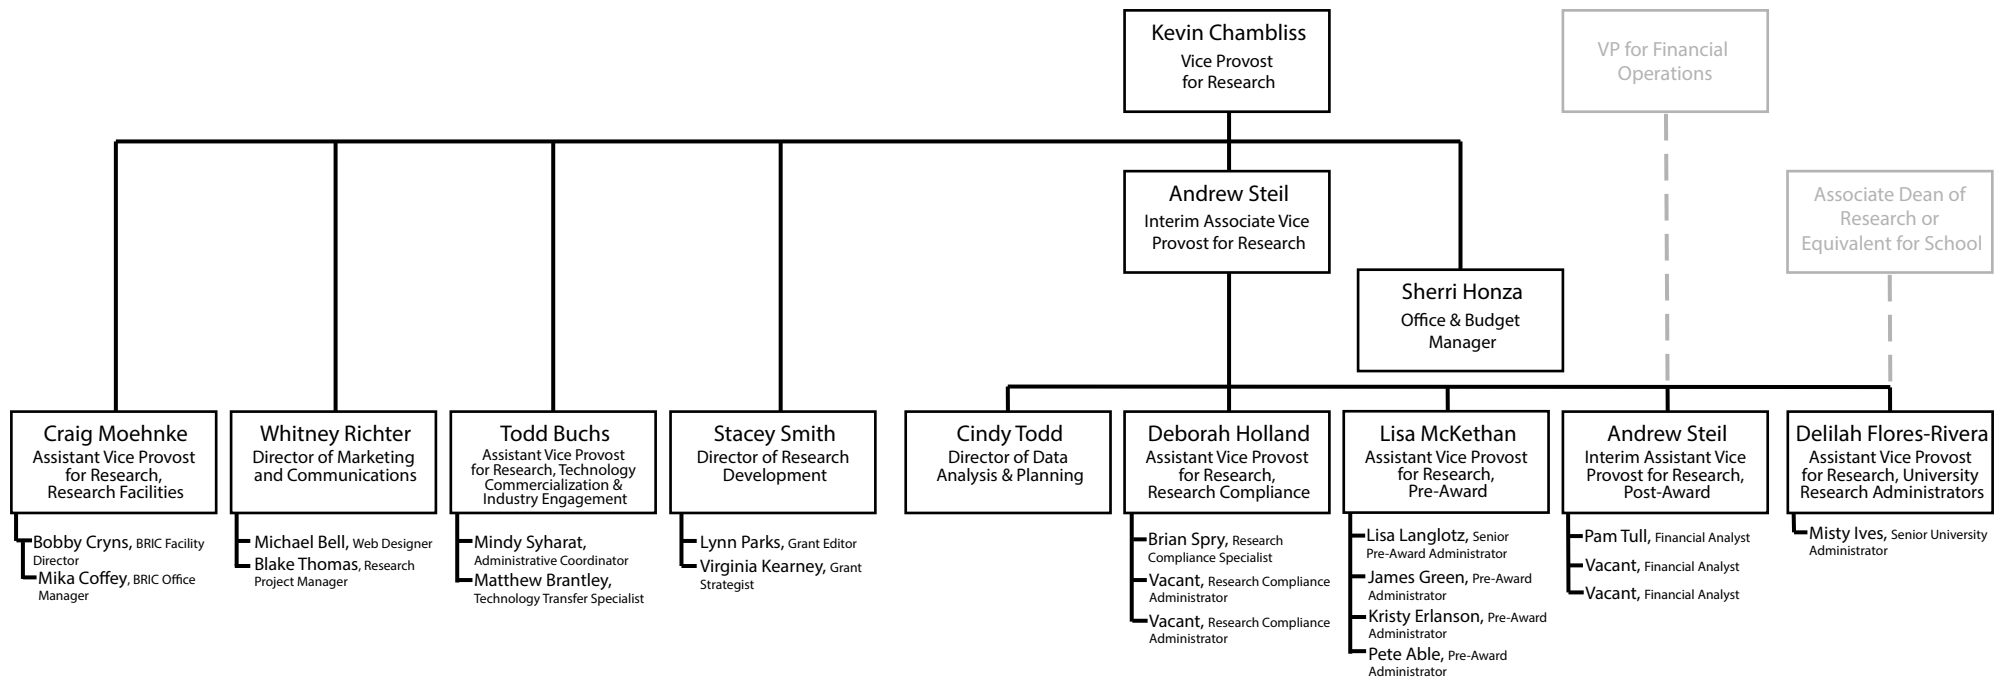 Kevin Chambliss
Vice Provost
for Research
VP for Financial
Operations
Andrew Steil
Interim Associate Vice
Provost for Research
Associate Dean of
Research or
Equivalent for School
Sherri Honza
Office & Budget
Manager
Craig Moehnke
Assistant Vice Provost
for Research,
Research Facilities
Bobby Cryns, BRIC Facility
Director
Mika Coffey, BRIC Office
Manager
Whitney Richter
Director of Marketing
and Communications
Michael Bell, Web Designer
Blake Thomas, Research
Project Manager
Todd Buchs
Assistant Vice Provost
for Research, Technology
Commercialization &
Industry Engagement
Mindy Syharat,
Administrative Coordinator
Matthew Brantley,
Technology Transfer Specialist
Stacey Smith
Director of Research
Development
Lynn Parks, Grant Editor
Virginia Kearney, Grant
Strategist
Cindy Todd
Director of Data
Analysis & Planning
Deborah Holland
Assistant Vice Provost
for Research,
Research Compliance
Brian Spry, Research
Compliance Specialist
Vacant, Research Compliance
Administrator
Vacant, Research Compliance
Administrator
Lisa McKethan
Assistant Vice Provost
for Research,
Pre-Award
Lisa Langlotz, Senior
Pre-Award Administrator
James Green, Pre-Award
Administrator
Kristy Erlanson, Pre-Award
Administrator
Pete Able, Pre-Award
Administrator
Andrew Steil
Interim Assistant Vice
Provost for Research,
Post-Award
Pam Tull, Financial Analyst
Vacant, Financial Analyst
Vacant, Financial Analyst
Delilah Flores-Rivera
Assistant Vice Provost
for Research, University
Research Administrators
Misty Ives, Senior University
Administrator